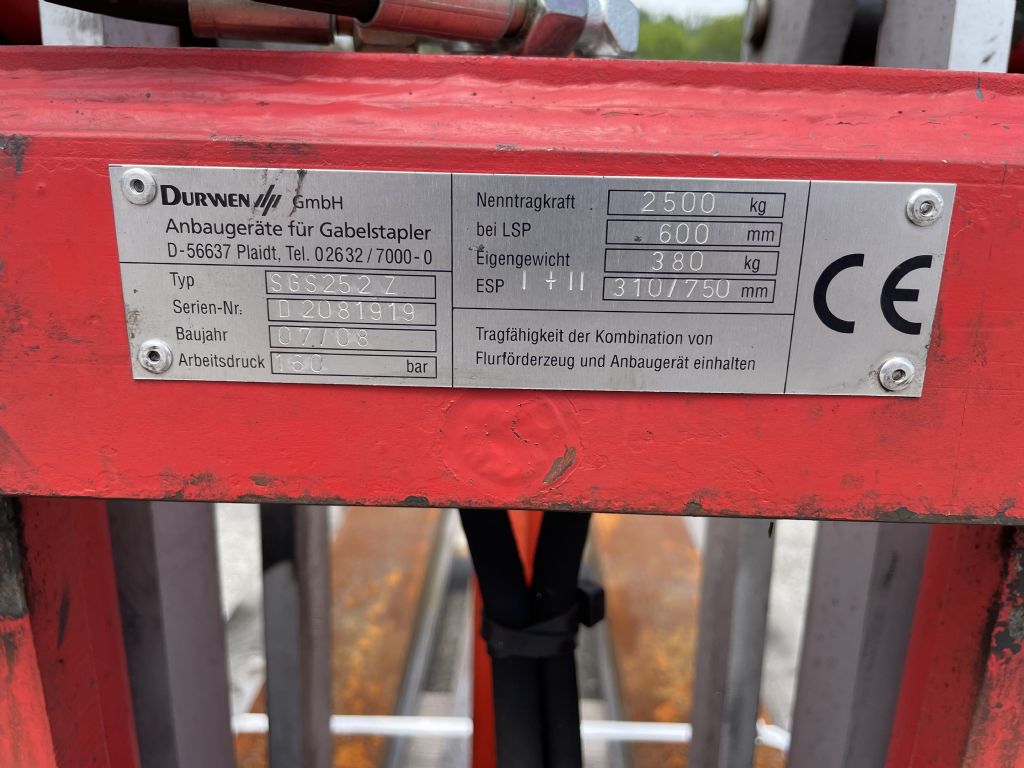 DURWEN GmbH
Anbaugeräte für Gabelstapler
D-56637 Plaidt, Tel. 02632/7000-0
Typ SGS252Z
Serien-Nr. D2081919
Baujahr 07/08
Arbeitsdruck 160 bar
Nenntragkraft 2500 kg
bei LSP 600 mm
Eigengewicht 380 kg
ESP I + II 310/750 mm
Tragfähigkeit der Kombination von
Flurförderzeug und Anbaugerät einhalten
CE